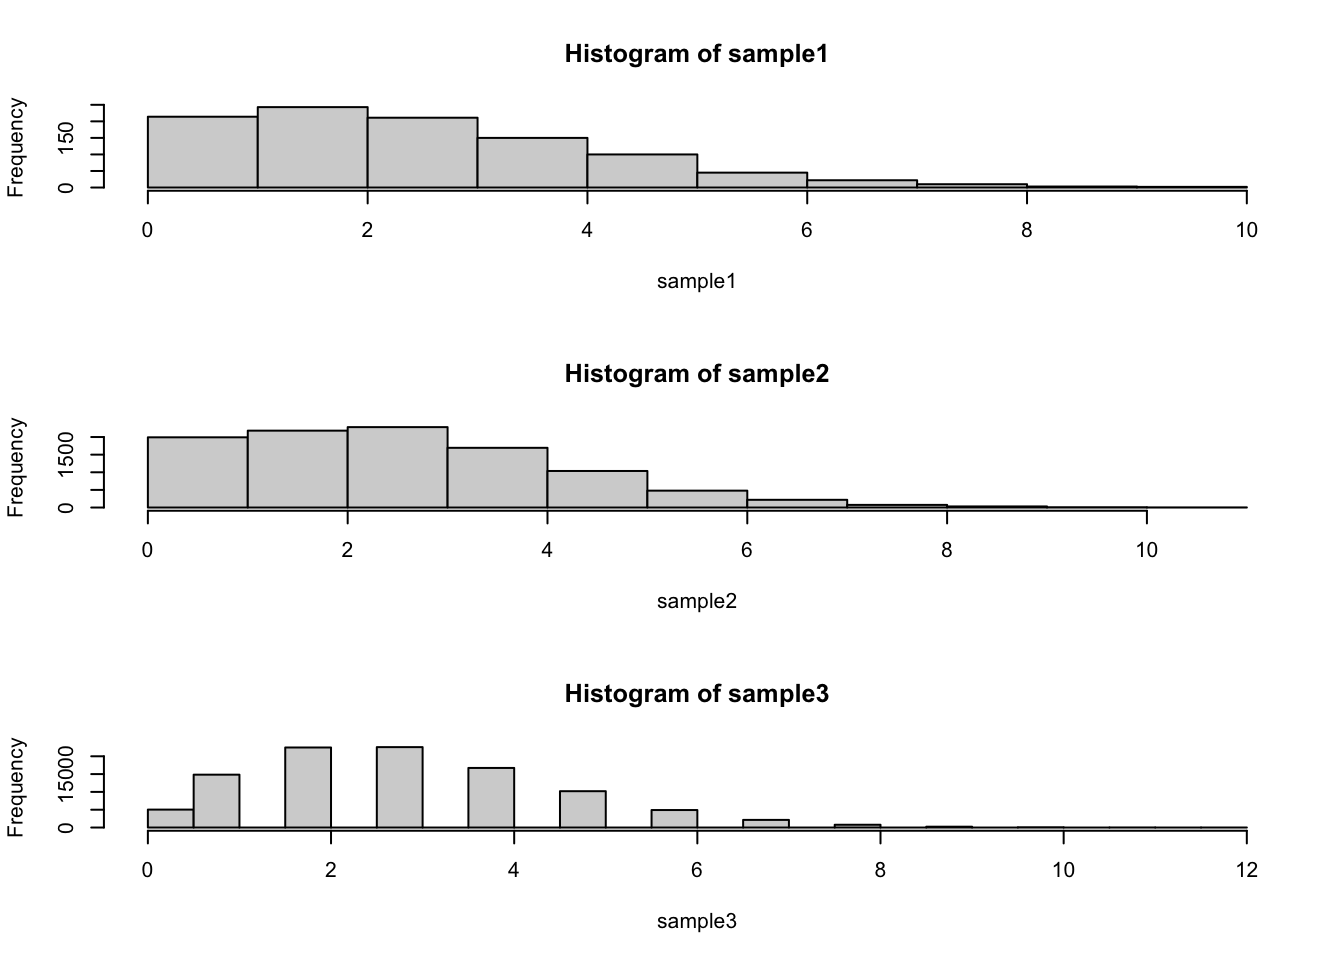 Histogram of sample1
Frequency
150
0
0 2 4 6 8 10
sample1
Histogram of sample2
Frequency
1500
0
0 2 4 6 8 10
sample2
Histogram of sample3
Frequency
15000
0
0 2 4 6 8 10 12
sample3